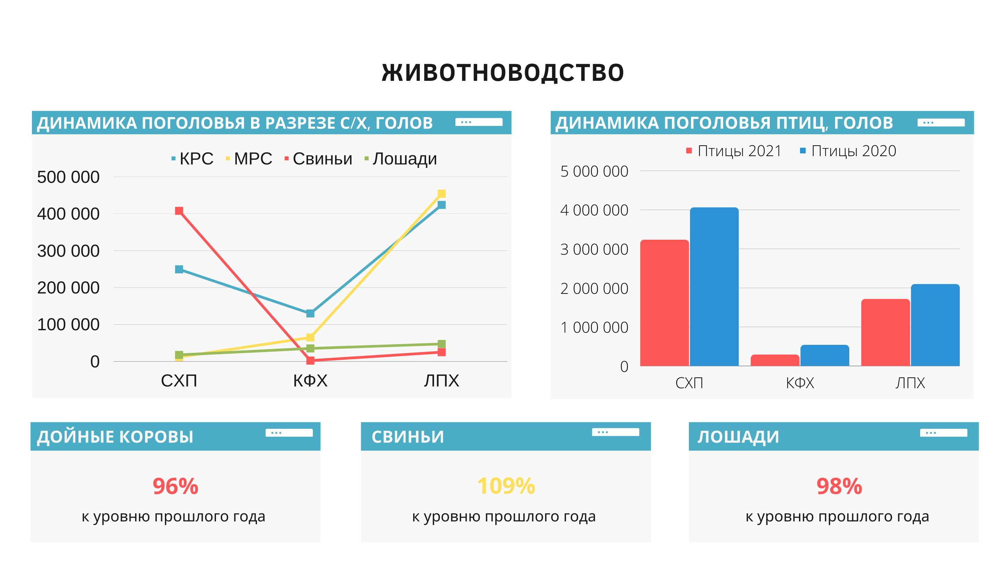 ЖИВОТНОВОДСТВО
ДИНАМИКА ПОГОЛОВЬЯ В РАЗРЕЗЕ С/Х, ГОЛОВ
КРС МРС Свиньи Лошади
500 000
400 000
300 000
200 000
100 000
0
СХП КФХ ЛПХ
ДИНАМИКА ПОГОЛОВЬЯ ПТИЦ, ГОЛОВ
Птицы 2021 Птицы 2020
5 000 000
4 000 000
3 000 000
2 000 000
1 000 000
0
СХП КФХ ЛПХ
ДОЙНЫЕ КОРОВЫ
96%
к уровню прошлого года
СВИНЬИ
109%
к уровню прошлого года
ЛОШАДИ
98%
к уровню прошлого года